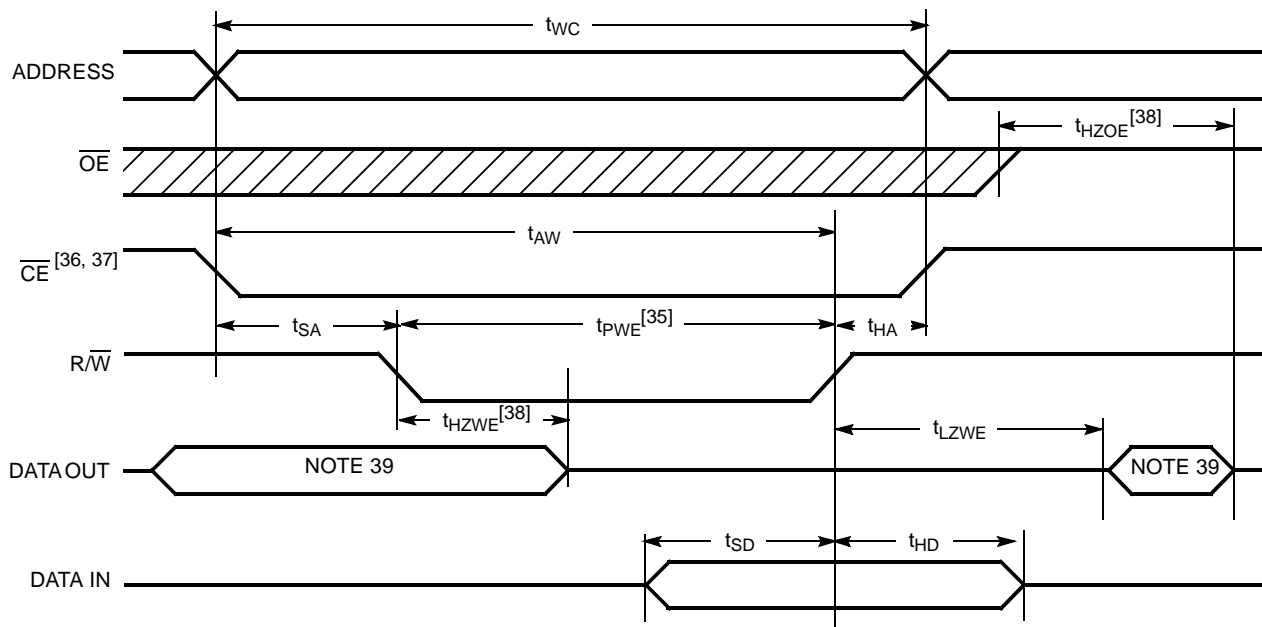 tWC
ADDRESS
tHZOE[38]
OE
tAW
CE [36, 37]
tSA
tPWE[35]
tHA
R/W
tHZWE[38]
tLZWE
DATA OUT
NOTE 39
NOTE 39
tSD
tHD
DATA IN